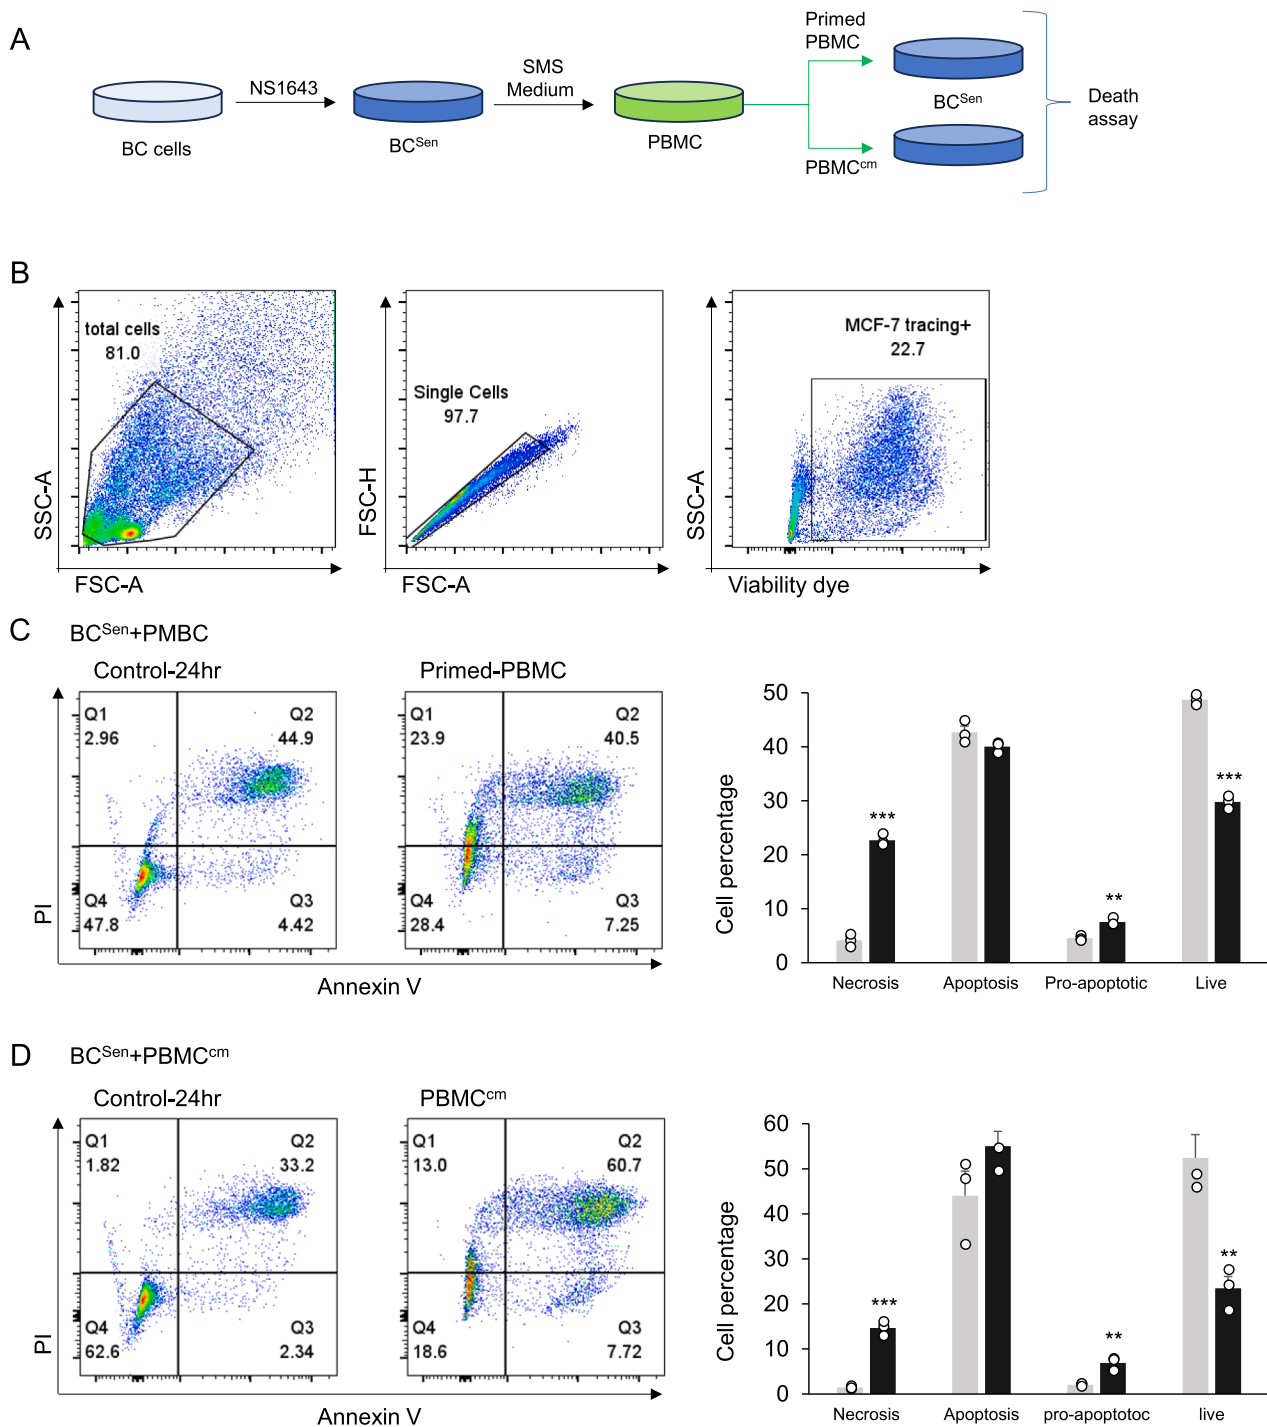 A
BC cells
NS1643
BC^Sen
SMS
Medium
PBMC
Primed
PBMC
BC^Sen
PBMC^cm
Death
assay
B
total cells
81.0
SSC-A
FSC-A
Single Cells
97.7
FSC-H
FSC-A
MCF-7 tracing+
22.7
SSC-A
Viability dye
C
BC^Sen+PMBC
Control-24hr
Q1
2.96
Q2
44.9
Q4
47.8
Q3
4.42
Primed-PBMC
Q1
23.9
Q2
40.5
Q4
28.4
Q3
7.25
PI
Annexin V
Cell percentage
50
40
30
20
10
0
***
**
***
Necrosis
Apoptosis
Pro-apoptotic
Live
D
BC^Sen+PBMC^cm
Control-24hr
Q1
1.82
Q2
33.2
Q4
62.6
Q3
2.34
PBMC^cm
Q1
13.0
Q2
60.7
Q4
18.6
Q3
7.72
PI
Annexin V
Cell percentage
60
50
40
30
20
10
0
***
**
**
Necrosis
Apoptosis
pro-apoptotoc
live